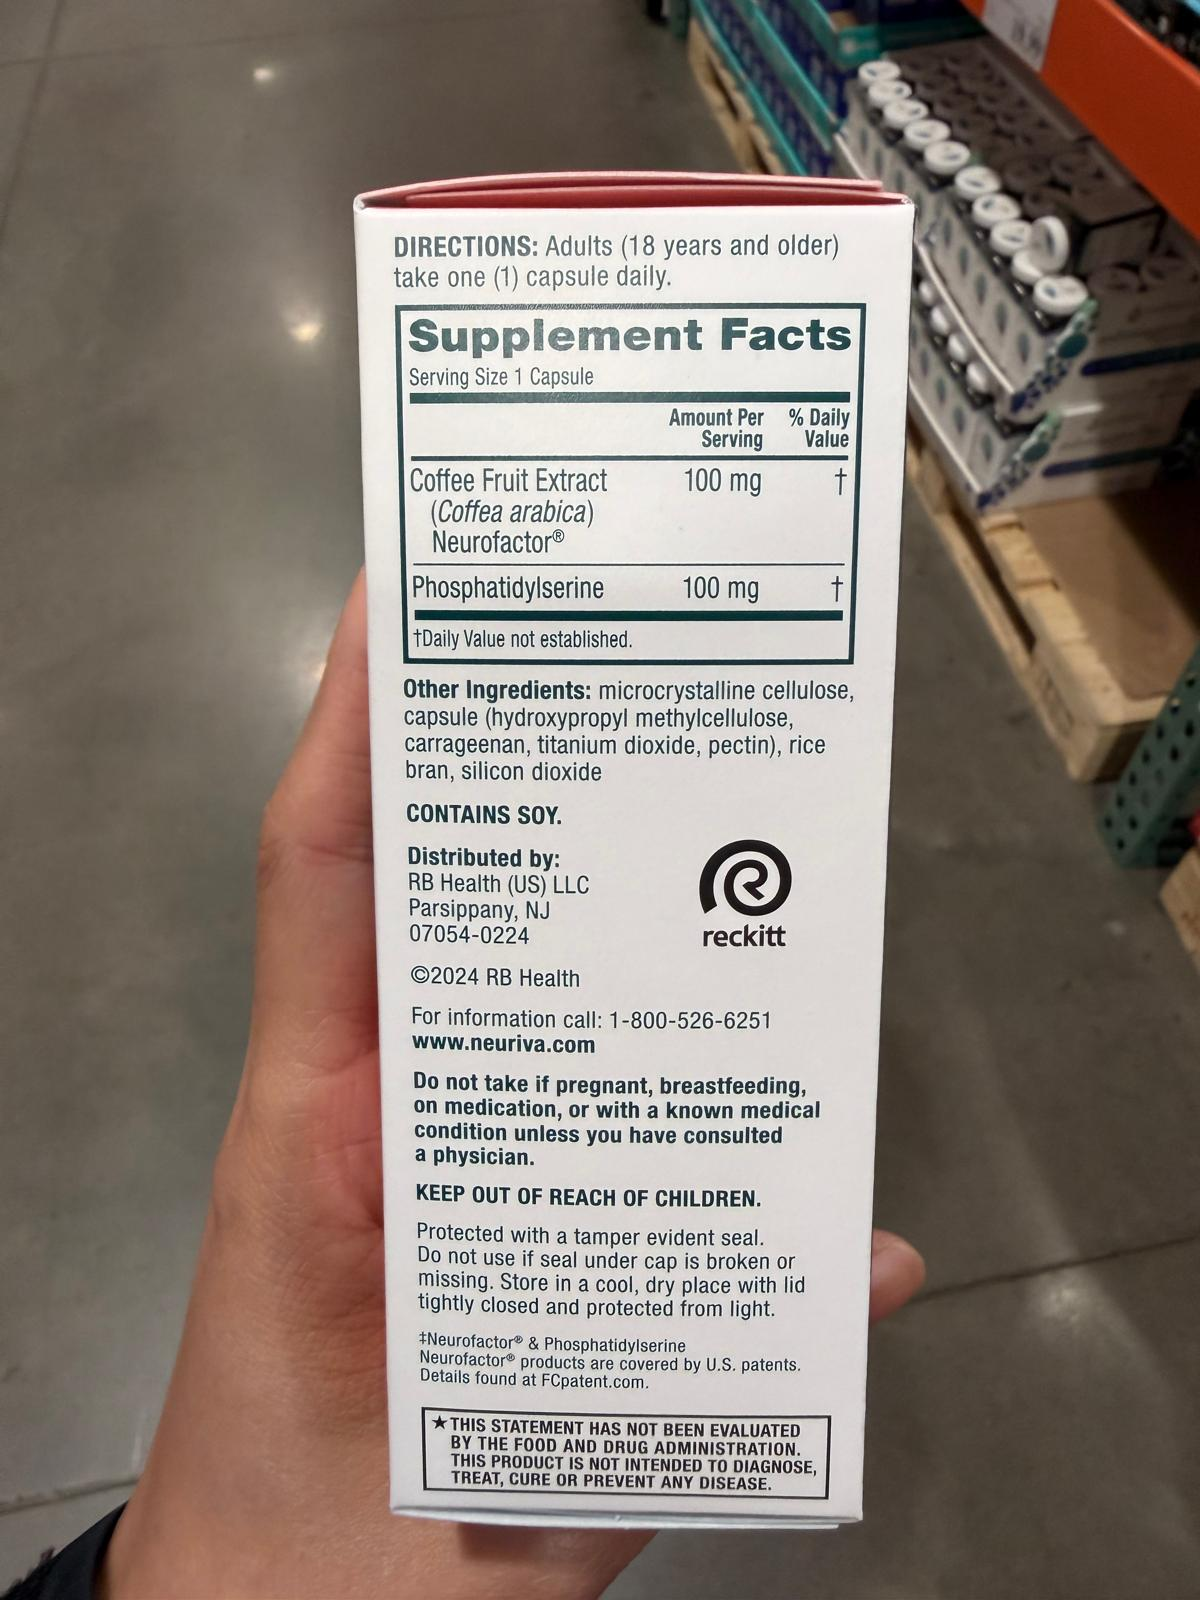 DIRECTIONS: Adults (18 years and older)
take one (1) capsule daily.
Supplement Facts
Serving Size 1 Capsule
Amount Per Serving % Daily Value
Coffee Fruit Extract 100 mg †
(Coffea arabica)
Neurofactor®
Phosphatidylserine 100 mg †
†Daily Value not established.
Other Ingredients: microcrystalline cellulose,
capsule (hydroxypropyl methylcellulose,
carrageenan, titanium dioxide, pectin), rice
bran, silicon dioxide
CONTAINS SOY.
Distributed by:
RB Health (US) LLC
Parsippany, NJ
07054-0224
reckitt
©2024 RB Health
For information call: 1-800-526-6251
www.neuriva.com
Do not take if pregnant, breastfeeding,
on medication, or with a known medical
condition unless you have consulted
a physician.
KEEP OUT OF REACH OF CHILDREN.
Protected with a tamper evident seal.
Do not use if seal under cap is broken or
missing. Store in a cool, dry place with lid
tightly closed and protected from light.
‡Neurofactor® & Phosphatidylserine
Neurofactor® products are covered by U.S. patents.
Details found at FCpatent.com.
★THIS STATEMENT HAS NOT BEEN EVALUATED
BY THE FOOD AND DRUG ADMINISTRATION.
THIS PRODUCT IS NOT INTENDED TO DIAGNOSE,
TREAT, CURE OR PREVENT ANY DISEASE.